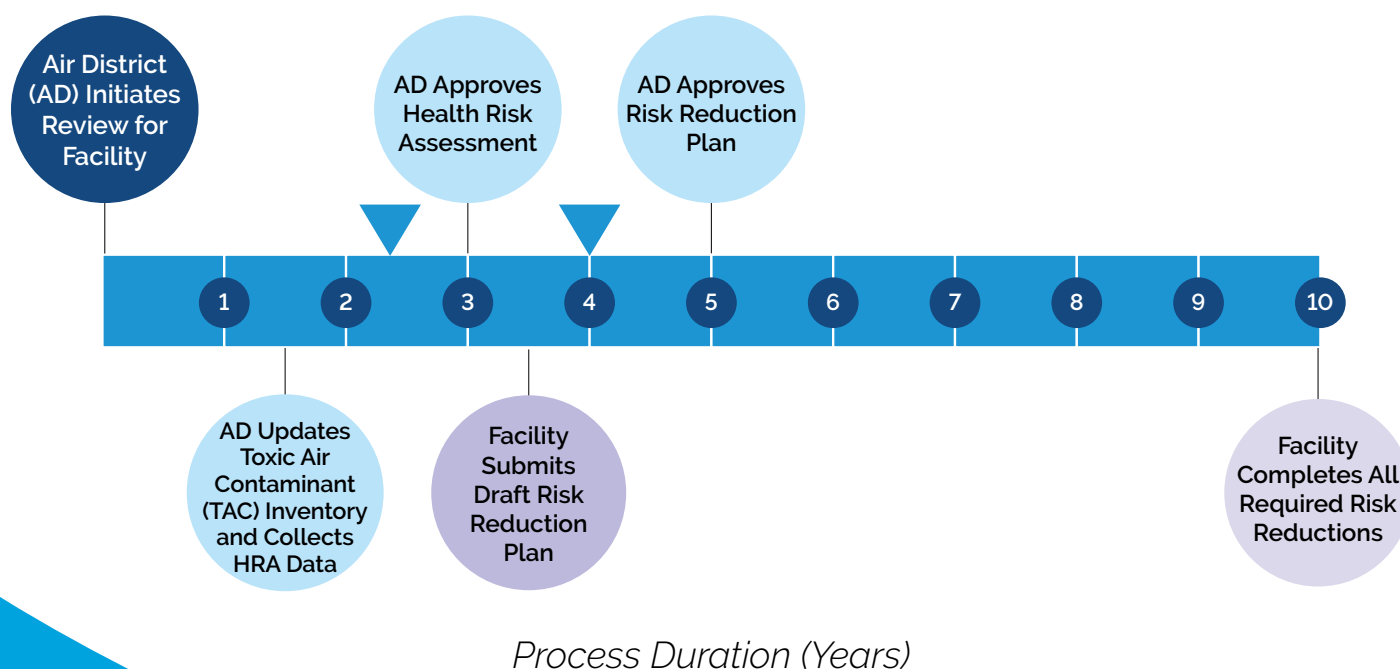 Air District
(AD) Initiates
Review for
Facility
AD Approves
Health Risk
Assessment
AD Approves
Risk Reduction
Plan
1
2
3
4
5
6
7
8
9
10
AD Updates
Toxic Air
Contaminant
(TAC) Inventory
and Collects
HRA Data
Facility
Submits
Draft Risk
Reduction
Plan
Facility
Completes All
Required Risk
Reductions
Process Duration (Years)